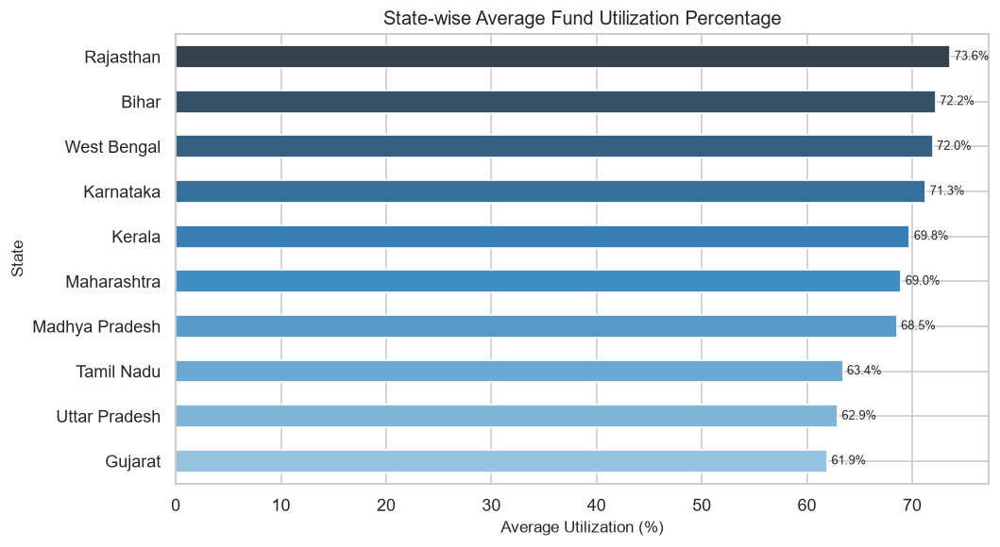 State-wise Average Fund Utilization Percentage
State
Rajasthan 73.6%
Bihar 72.2%
West Bengal 72.0%
Karnataka 71.3%
Kerala 69.8%
Maharashtra 69.0%
Madhya Pradesh 68.5%
Tamil Nadu 63.4%
Uttar Pradesh 62.9%
Gujarat 61.9%
0 10 20 30 40 50 60 70
Average Utilization (%)